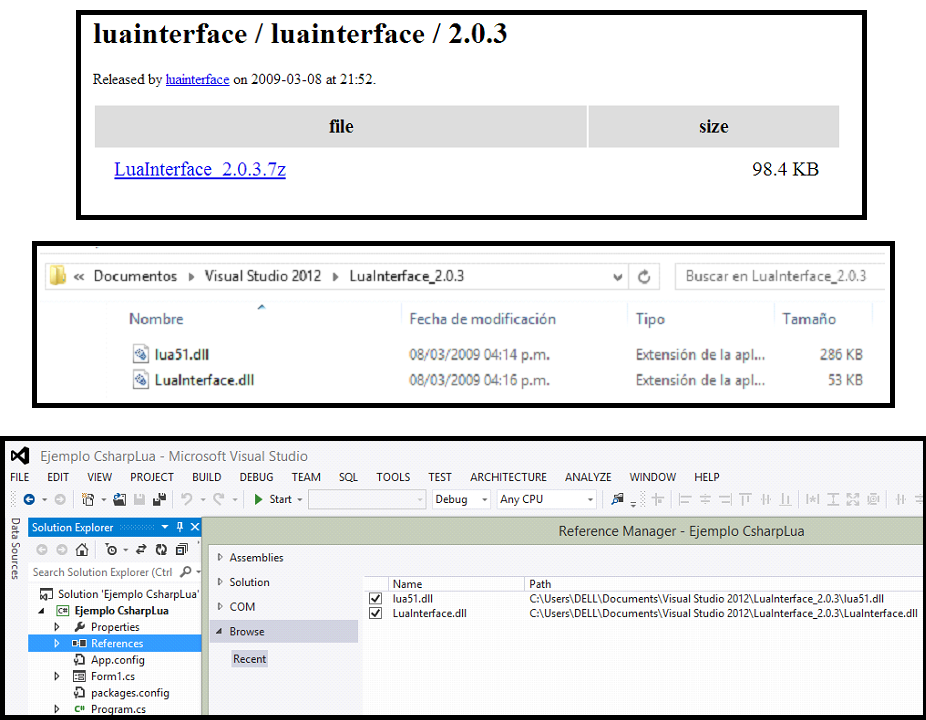 luainterface / luainterface / 2.0.3
Released by luainterface on 2009-03-08 at 21:52.
file size
LuaInterface_2.0.3.7z 98.4 KB
« Documentos Visual Studio 2012 LuaInterface_2.0.3 Buscar en LuaInterface_2.0.3
Nombre Fecha de modificación Tipo Tamaño
lua51.dll 08/03/2009 04:14 p.m. Extensión de la apl... 286 KB
LuaInterface.dll 08/03/2009 04:16 p.m. Extensión de la apl... 53 KB
Ejemplo CsharpLua - Microsoft Visual Studio
FILE EDIT VIEW PROJECT BUILD DEBUG TEAM SQL TOOLS TEST ARCHITECTURE ANALYZE WINDOW HELP
Start Debug Any CPU
Data Sources
Solution Explorer
Search Solution Explorer (Ctrl
Solution 'Ejemplo CsharpLua'
C# Ejemplo CsharpLua
Properties
References
App.config
Form1.cs
packages.config
C# Program.cs
Reference Manager - Ejemplo CsharpLua
Assemblies
Solution
COM
Browse
Recent
Name Path
lua51.dll C:\Users\DELL\Documents\Visual Studio 2012\LuaInterface_2.0.3\lua51.dll
LuaInterface.dll C:\Users\DELL\Documents\Visual Studio 2012\LuaInterface_2.0.3\LuaInterface.dll